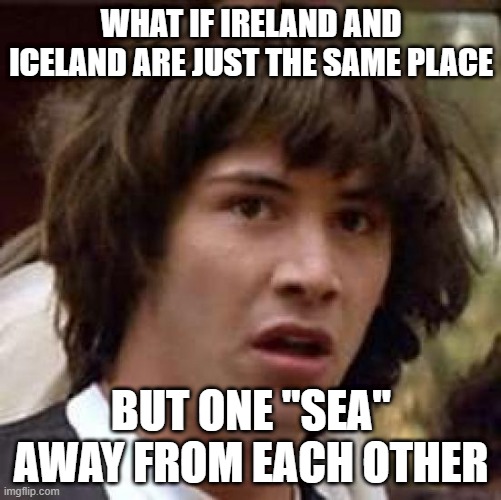 WHAT IF IRELAND AND
ICELAND ARE JUST THE SAME PLACE
BUT ONE "SEA"
AWAY FROM EACH OTHER
imgflip.com